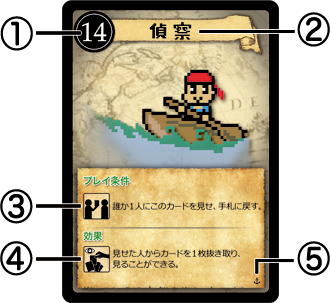 ① 14 偵察 ②
DE
プレイ条件
③ 誰か1人にこのカードを見せ、手札に戻す。
効果
④ 見せた人からカードを1枚抜き取り、
見ることができる。
⑤